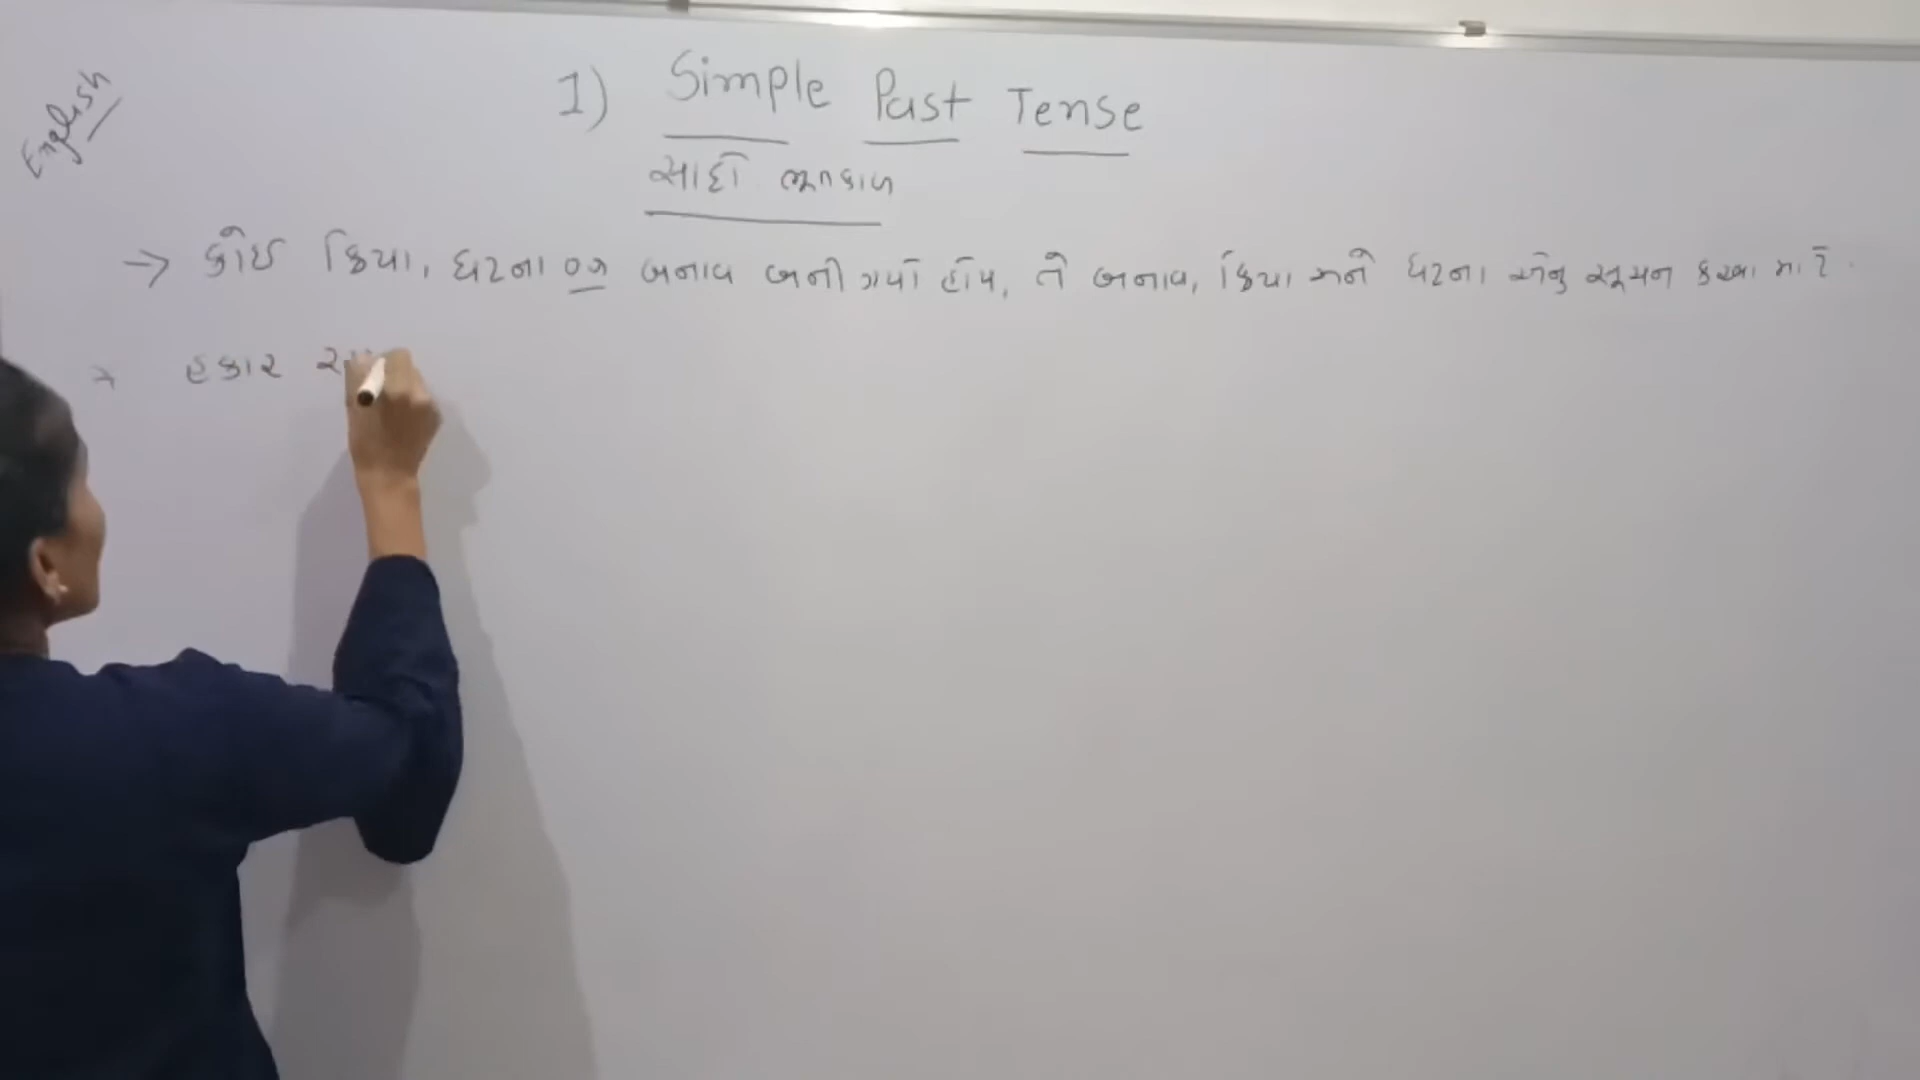 English
1) Simple Past Tense
સાદો ભૂતકાળ
→ કોઈ ક્રિયા, ઘટના બનાવ બની ગયો હોય, તે બનાવ, ક્રિયા અને ઘટના એનુ સૂચન કરવા માટે.
→ હકાર